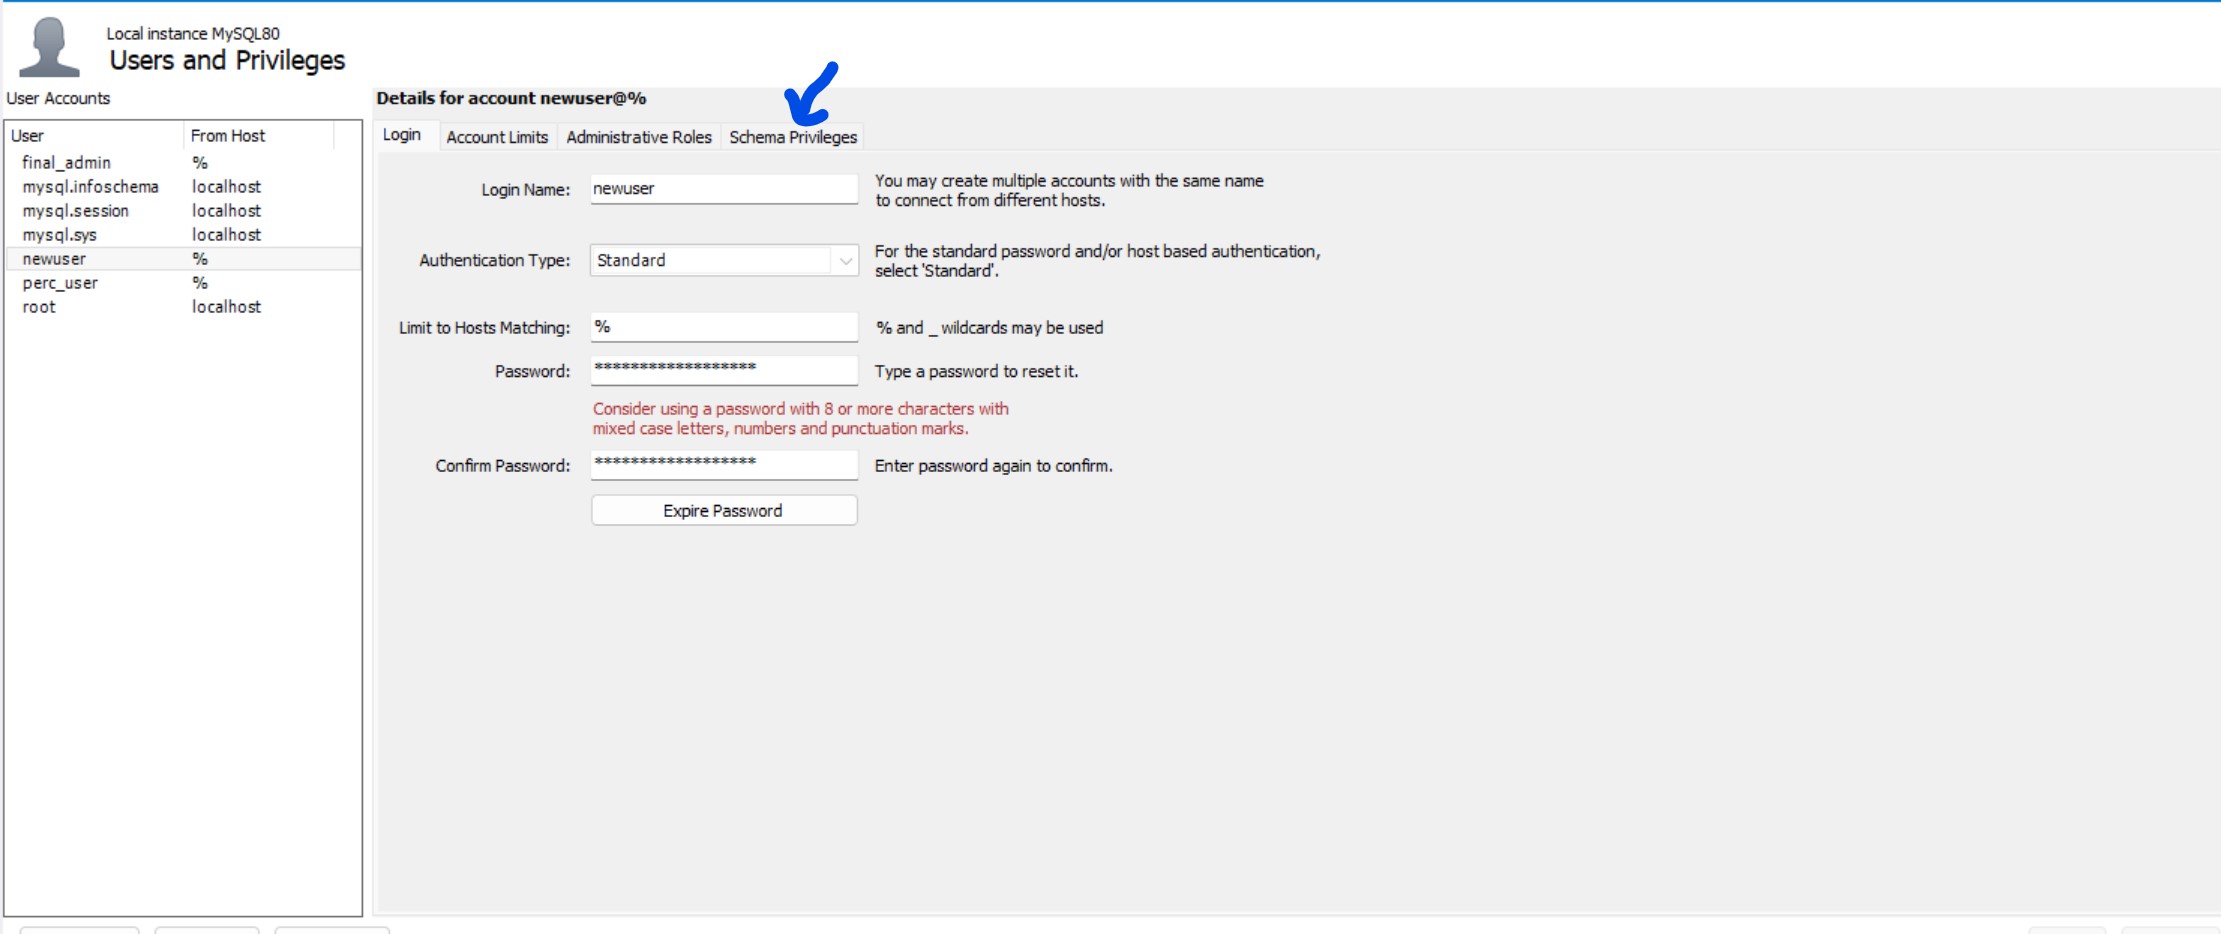 Local instance MySQL80
Users and Privileges
User Accounts
User From Host
final_admin %
mysql.infoschema localhost
mysql.session localhost
mysql.sys localhost
newuser %
perc_user %
root localhost
Details for account newuser@%
Login Account Limits Administrative Roles Schema Privileges
Login Name: newuser You may create multiple accounts with the same name
to connect from different hosts.
Authentication Type: Standard For the standard password and/or host based authentication,
select 'Standard'.
Limit to Hosts Matching: % % and _ wildcards may be used
Password: ****************** Type a password to reset it.
Consider using a password with 8 or more characters with
mixed case letters, numbers and punctuation marks.
Confirm Password: ****************** Enter password again to confirm.
Expire Password